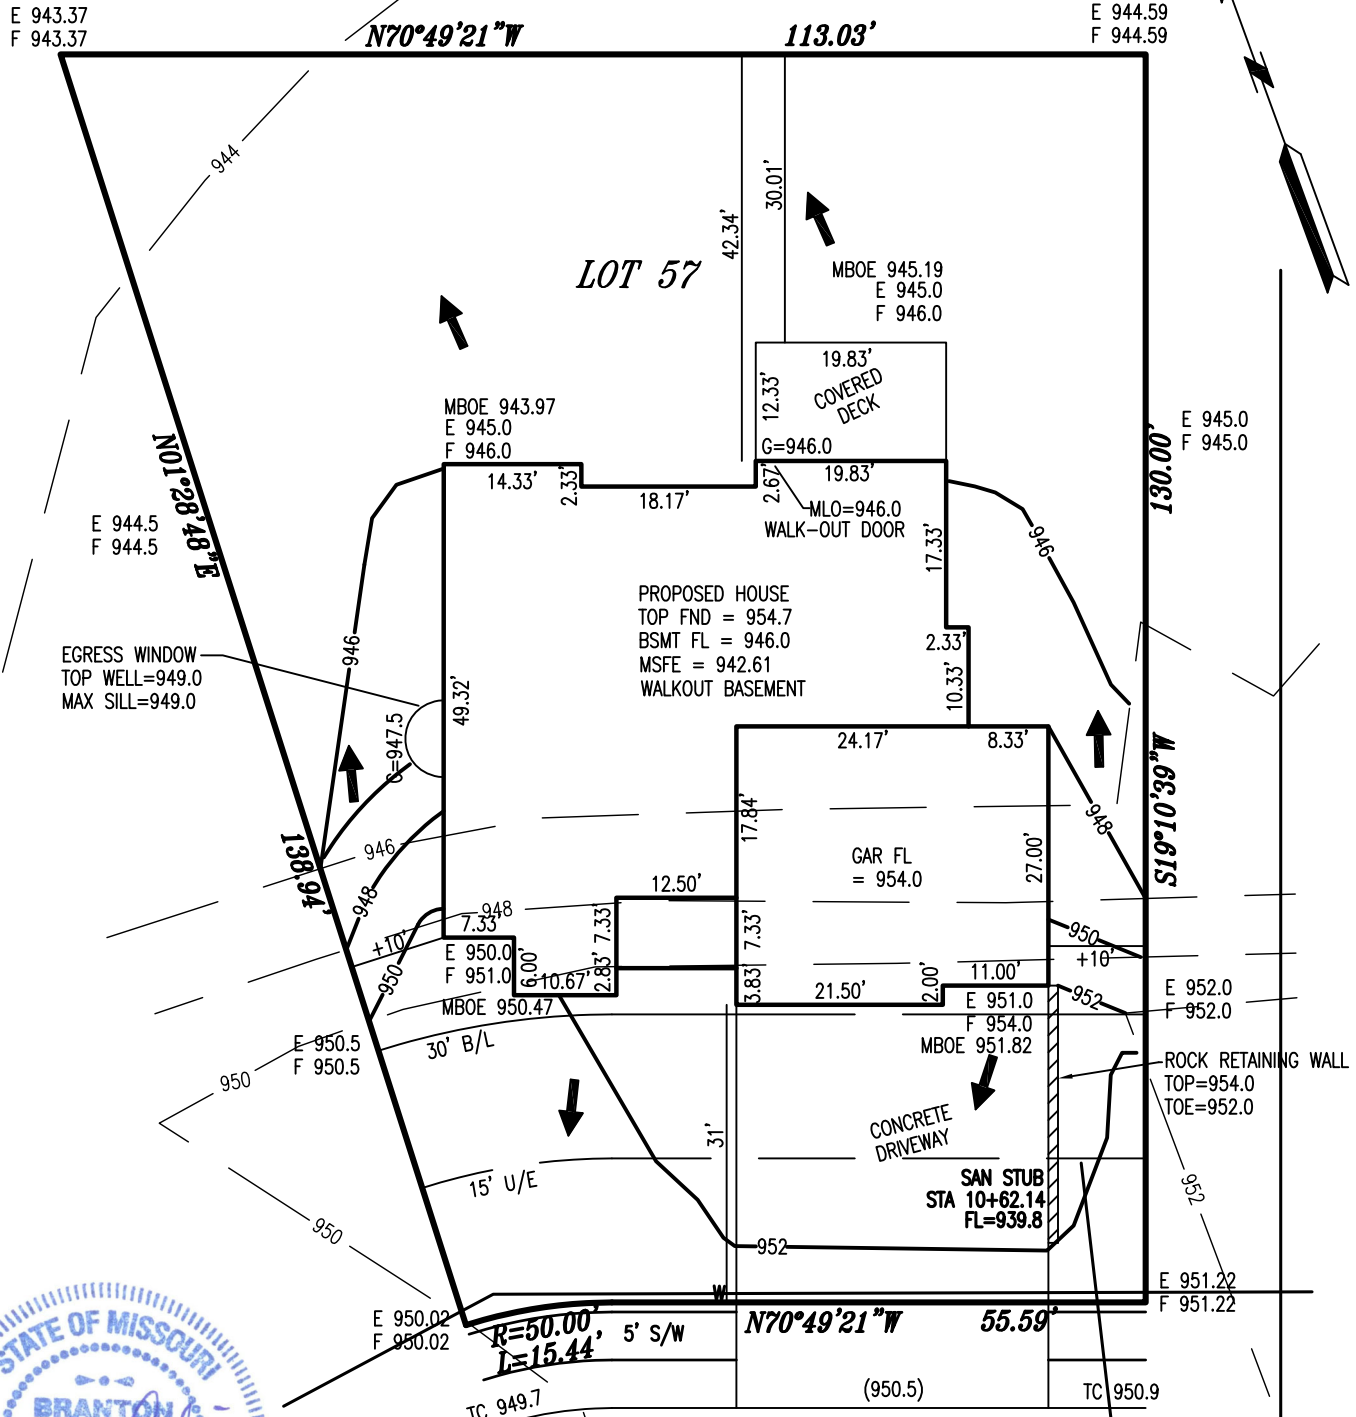 E 943.37
F 943.37
N70°49'21"W
113.03'
E 944.59
F 944.59
944
42.34'
30.01'
LOT 57
MBOE 945.19
E 945.0
F 946.0
19.83'
12.33'
COVERED
DECK
MBOE 943.97
E 945.0
F 946.0
G=946.0
E 945.0
F 945.0
130.00'
N01°28'48"E
14.33'
2.33'
18.17'
2.67'
19.83'
MLO=946.0
WALK-OUT DOOR
17.33'
946
E 944.5
F 944.5
PROPOSED HOUSE
TOP FND = 954.7
BSMT FL = 946.0
MSFE = 942.61
WALKOUT BASEMENT
2.33'
10.33'
EGRESS WINDOW
TOP WELL=949.0
MAX SILL=949.0
946
49.32'
G=947.5
24.17'
8.33'
S19°10'39"W
17.84'
948
GAR FL
= 954.0
27.00'
946
138.94'
948
12.50'
948
7.33'
7.33'
7.33'
950
+10'
+10'
E 950.0
F 951.0
6.00'
10.67'
2.83'
3.83'
21.50'
2.00'
11.00'
950
952
MBOE 950.47
E 951.0
F 954.0
MBOE 951.82
E 952.0
F 952.0
E 950.5
F 950.5
30' B/L
950
ROCK RETAINING WALL
TOP=954.0
TOE=952.0
31'
CONCRETE
DRIVEWAY
15' U/E
SAN STUB
STA 10+62.14
FL=939.8
952
950
952
E 951.22
F 951.22
W
E 950.02
F 950.02
R=50.00'
L=15.44'
5' S/W
N70°49'21"W
55.59'
(950.5)
TC 950.9
TC 949.7
STATE OF MISSOURI
BRANTON